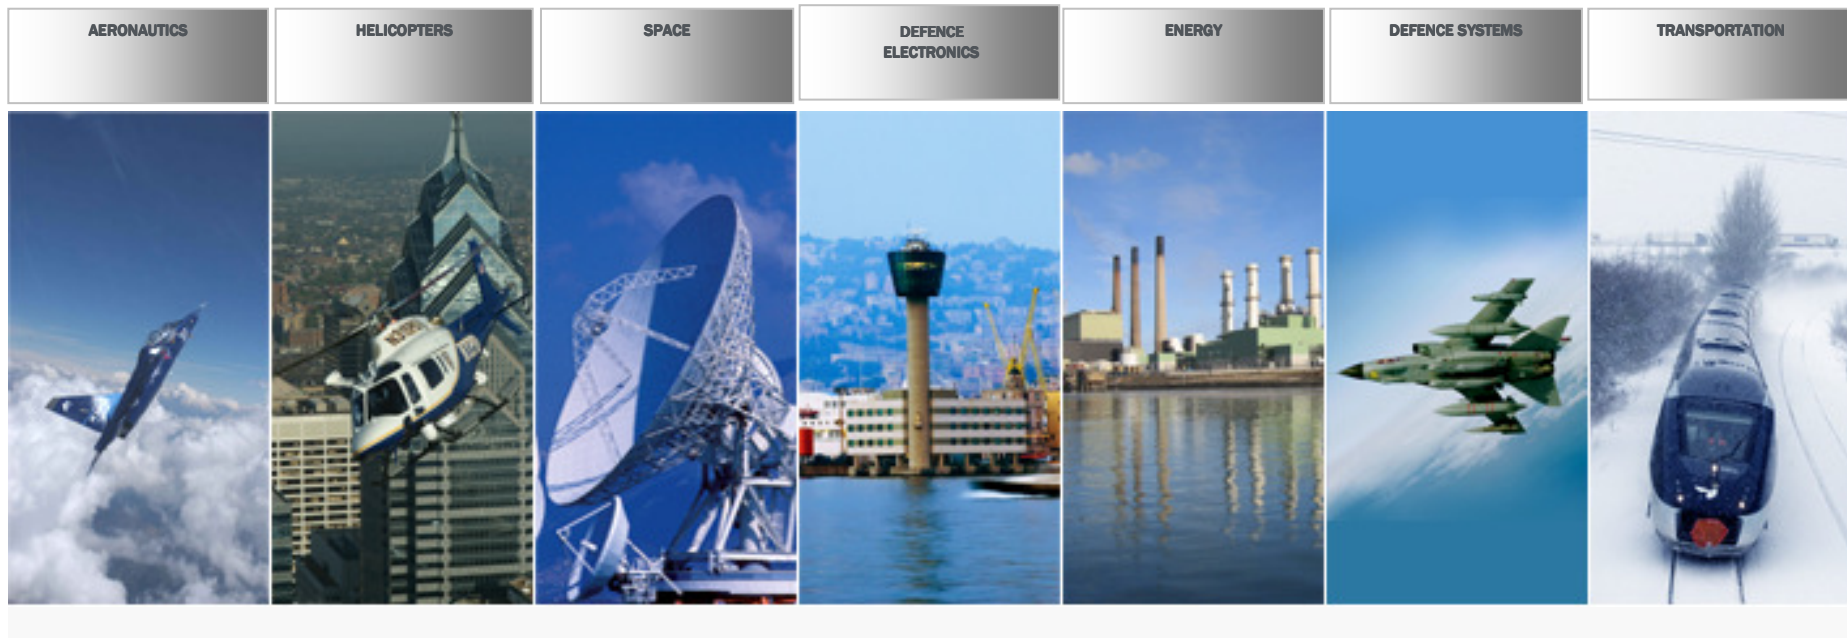 AERONAUTICS
HELICOPTERS
SPACE
DEFENCE
ELECTRONICS
ENERGY
DEFENCE SYSTEMS
TRANSPORTATION